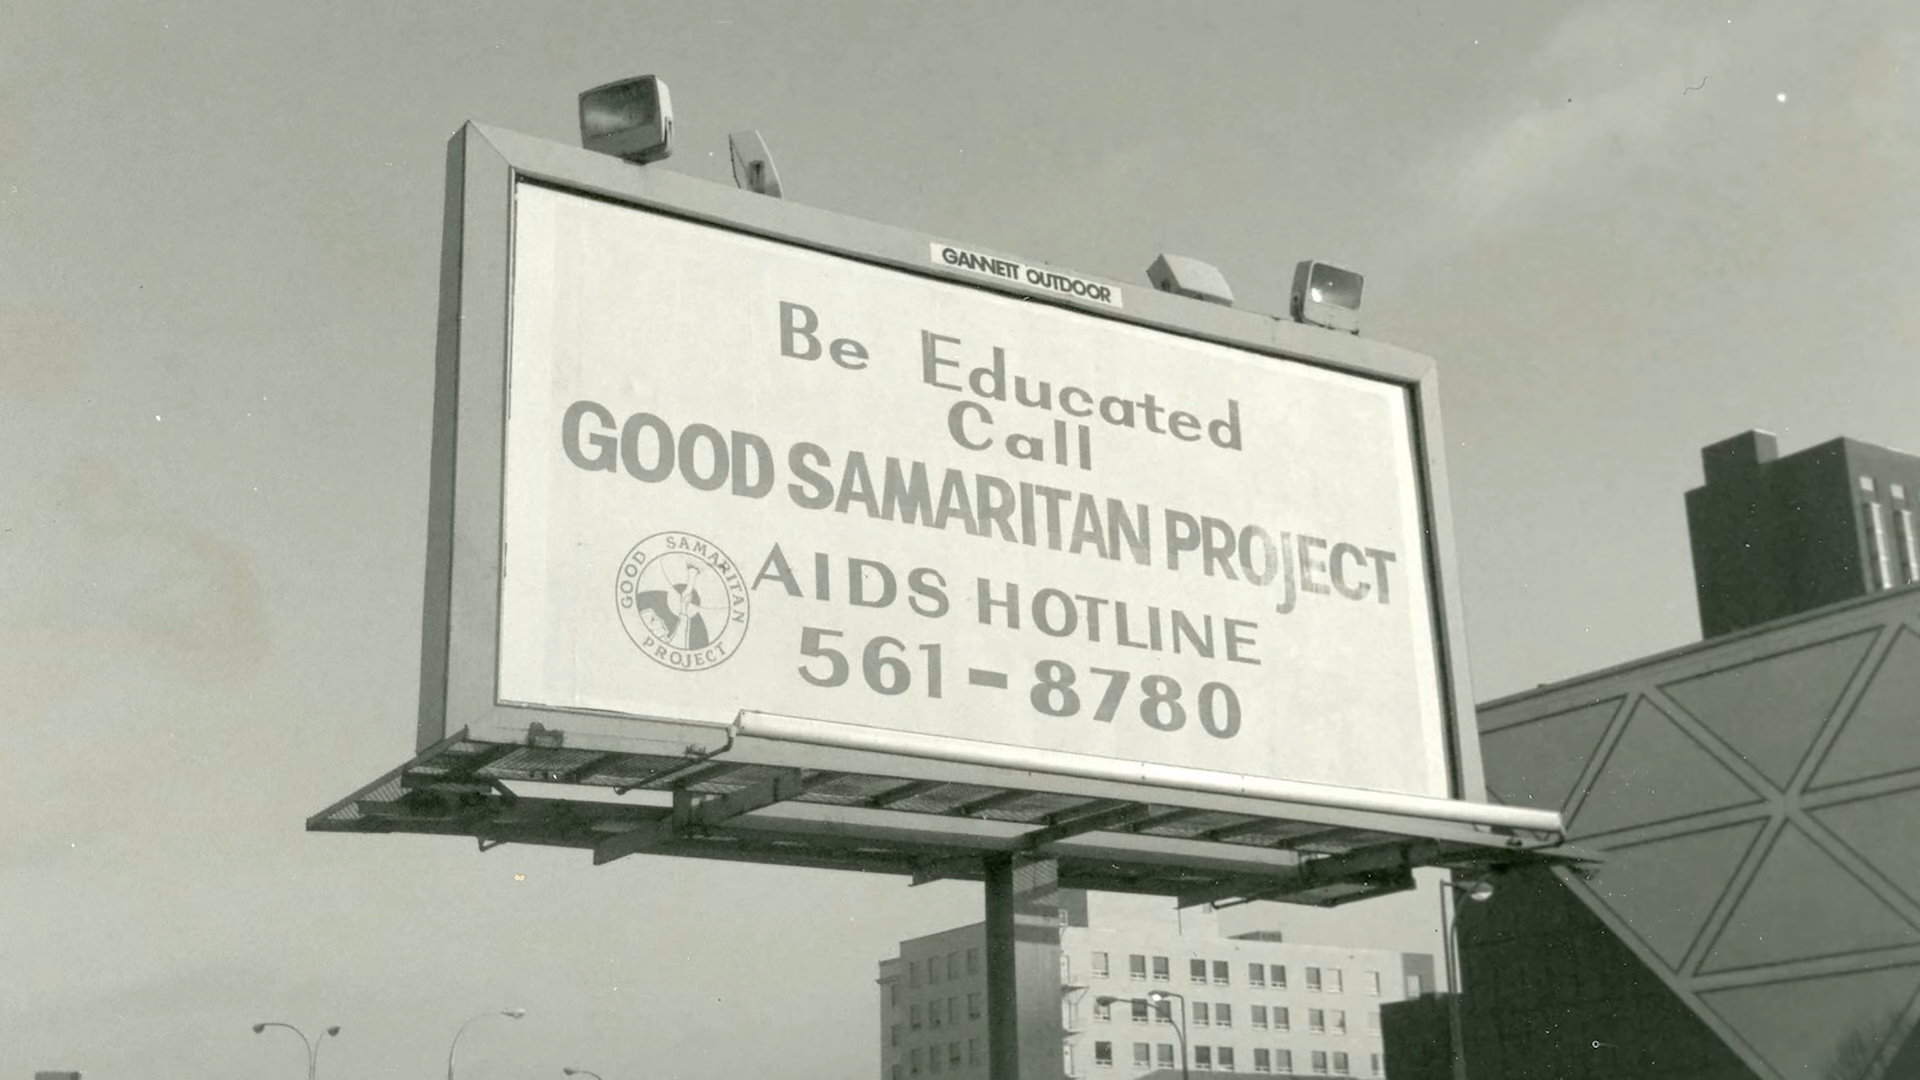 GANNETT OUTDOOR
Be Educated
Call
GOOD SAMARITAN PROJECT
AIDS HOTLINE
561-8780
GOOD SAMARITAN
PROJECT